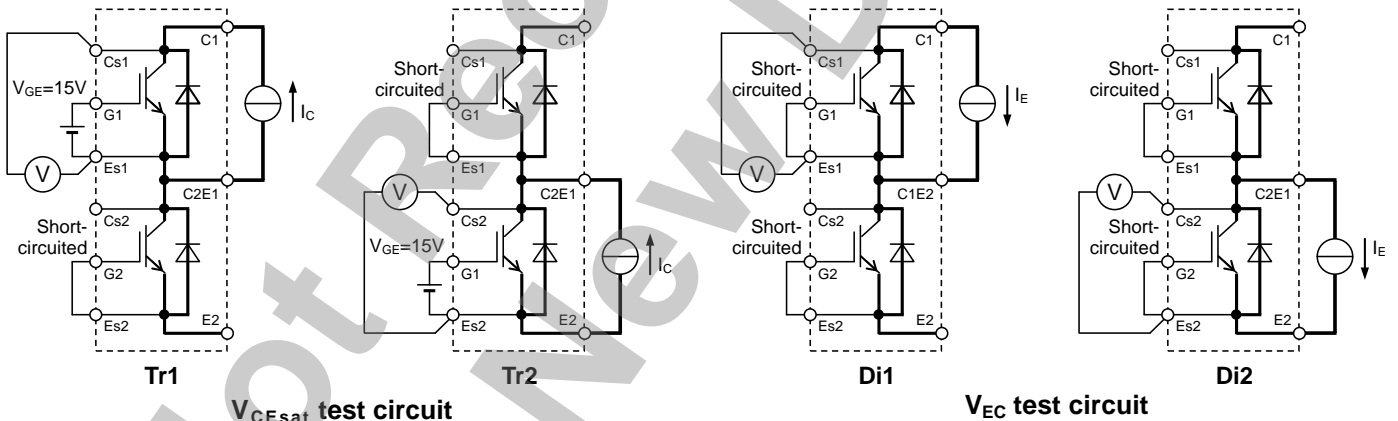 C1
Cs1
VGE=15V
G1
IC
Es1
V
C2E1
Cs2
Short-
circuited
G2
Es2
E2
Tr1
C1
Cs1
Short-
circuited
G1
Es1
V
C2E1
Cs2
VGE=15V
G1
IC
Es2
E2
Tr2
VCEsat test circuit
C1
Cs1
Short-
circuited
G1
IE
Es1
V
C1E2
Cs2
Short-
circuited
G2
Es2
E2
Di1
C1
Cs1
Short-
circuited
G1
Es1
V
C2E1
Cs2
Short-
circuited
G2
IE
Es2
E2
Di2
VEC test circuit